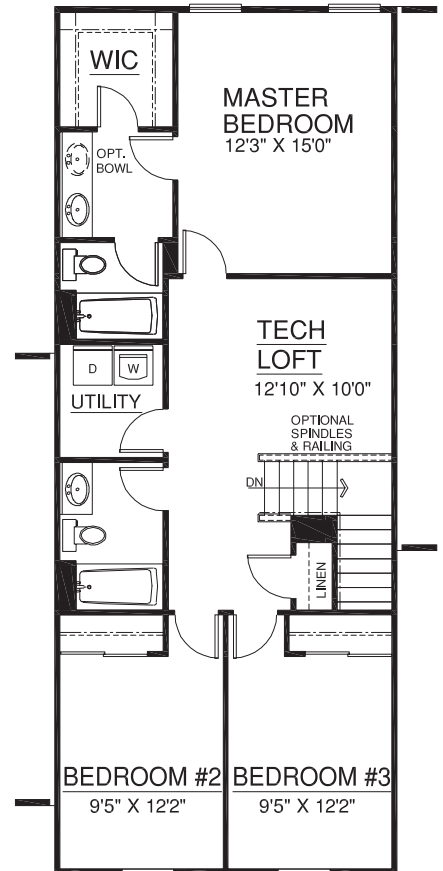 WIC
MASTER
BEDROOM
12'3" X 15'0"
OPT.
BOWL
TECH
LOFT
12'10" X 10'0"
D
W
UTILITY
OPTIONAL
SPINDLES
& RAILING
DN
LINEN
BEDROOM #2
9'5" X 12'2"
BEDROOM #3
9'5" X 12'2"